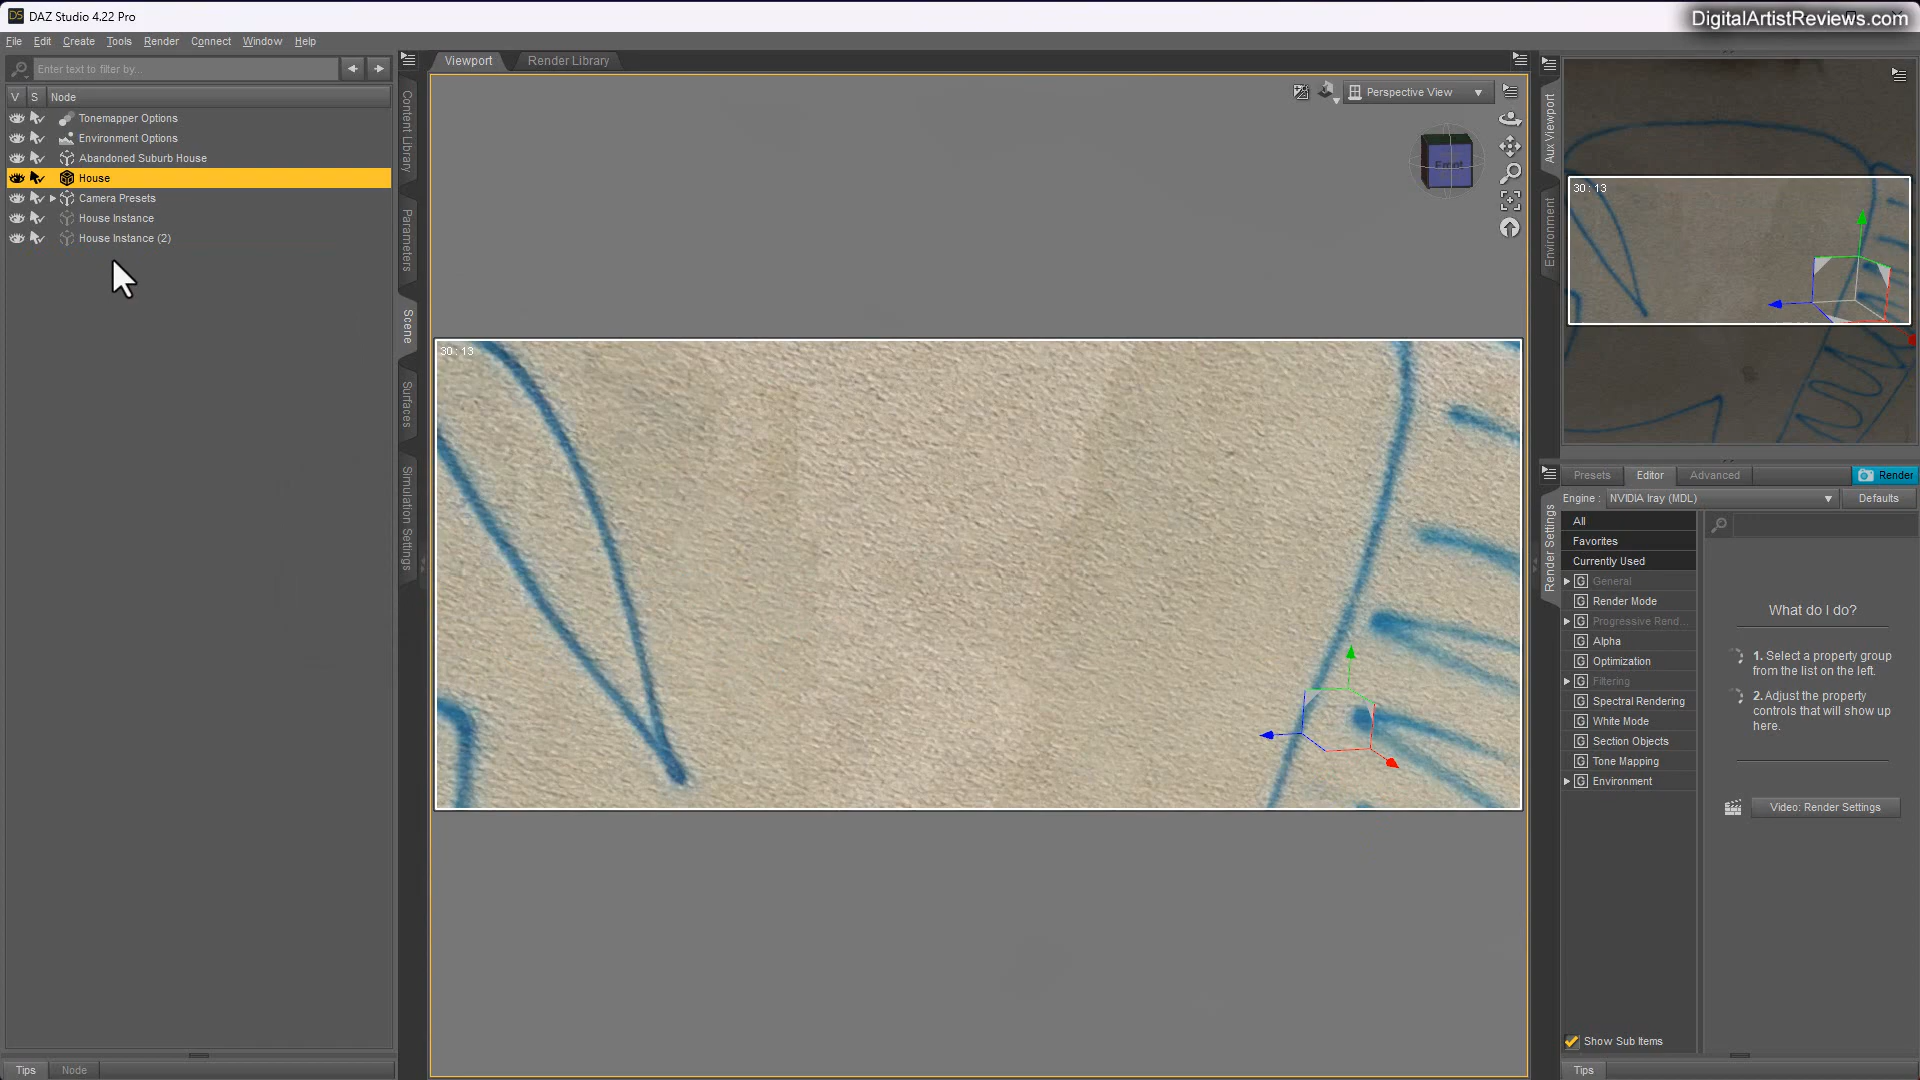 DAZ Studio 4.22 Pro
DigitalArtistReviews.com
File Edit Create Tools Render Connect Window Help
Enter text to filter by...
V S Node
Tonemapper Options
Environment Options
Abandoned Suburb House
House
Camera Presets
House Instance
House Instance (2)
Tips Node
Content Library
Parameters
Scene
Surfaces
Simulation Settings
Viewport Render Library
Perspective View
Front
30 : 13
Aux Viewport
Environment
30 : 13
Render Settings
Presets Editor Advanced Render
Engine : NVIDIA Iray (MDL) Defaults
All
Favorites
Currently Used
General
Render Mode
Progressive Rend...
Alpha
Optimization
Filtering
Spectral Rendering
White Mode
Section Objects
Tone Mapping
Environment
What do I do?
1. Select a property group
from the list on the left.
2. Adjust the property
controls that will show up
here.
Video: Render Settings
Show Sub Items
Tips